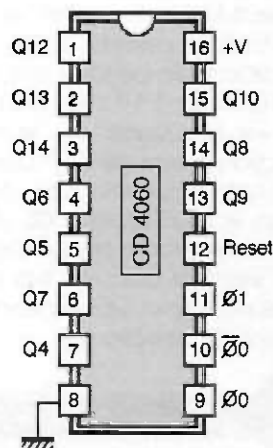 Q12 1 16 +V
Q13 2 15 Q10
Q14 3 14 Q8
Q6 4 13 Q9
Q5 5 12 Reset
Q7 6 11 Ø1
Q4 7 10 Ø̅0
8 9 Ø0
CD 4060